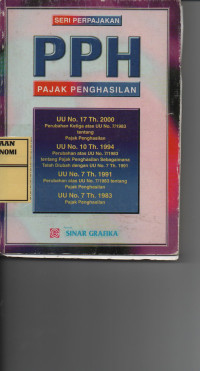 SERI PERPAJAKAN
PPH
PAJAK PENGHASILAN
UU No. 17 Th. 2000
Perubahan Ketiga atas UU No. 7/1983
tentang
Pajak Penghasilan
UU No. 10 Th. 1994
Perubahan atas UU No. 7/1983
tentang Pajak Penghasilan Sebagaimana
Telah Diubah dengan UU No. 7 Th. 1991
UU No. 7 Th. 1991
Perubahan atas UU No. 7/1983 tentang
Pajak Penghasilan
UU No. 7 Th. 1983
Pajak Penghasilan
SINAR GRAFIKA